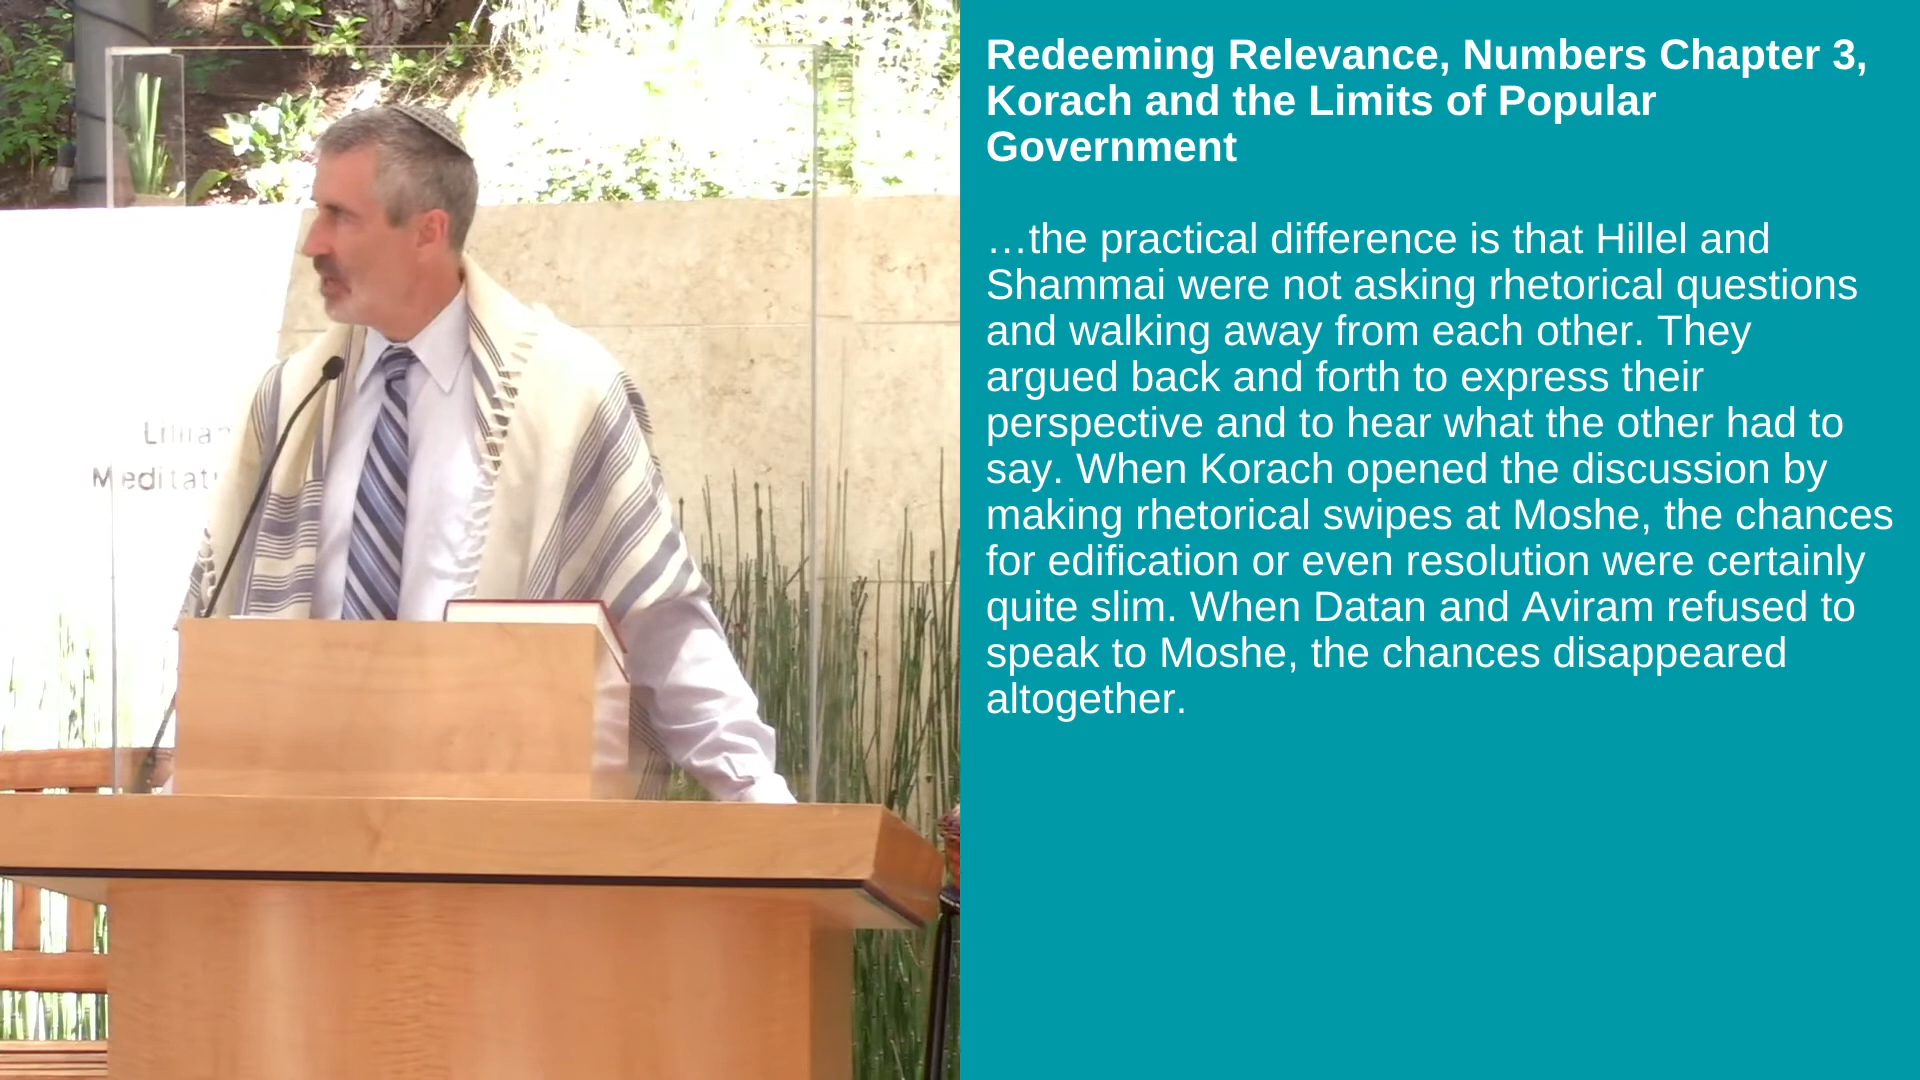 Lillian
Meditat
Redeeming Relevance, Numbers Chapter 3,
Korach and the Limits of Popular
Government
…the practical difference is that Hillel and
Shammai were not asking rhetorical questions
and walking away from each other. They
argued back and forth to express their
perspective and to hear what the other had to
say. When Korach opened the discussion by
making rhetorical swipes at Moshe, the chances
for edification or even resolution were certainly
quite slim. When Datan and Aviram refused to
speak to Moshe, the chances disappeared
altogether.